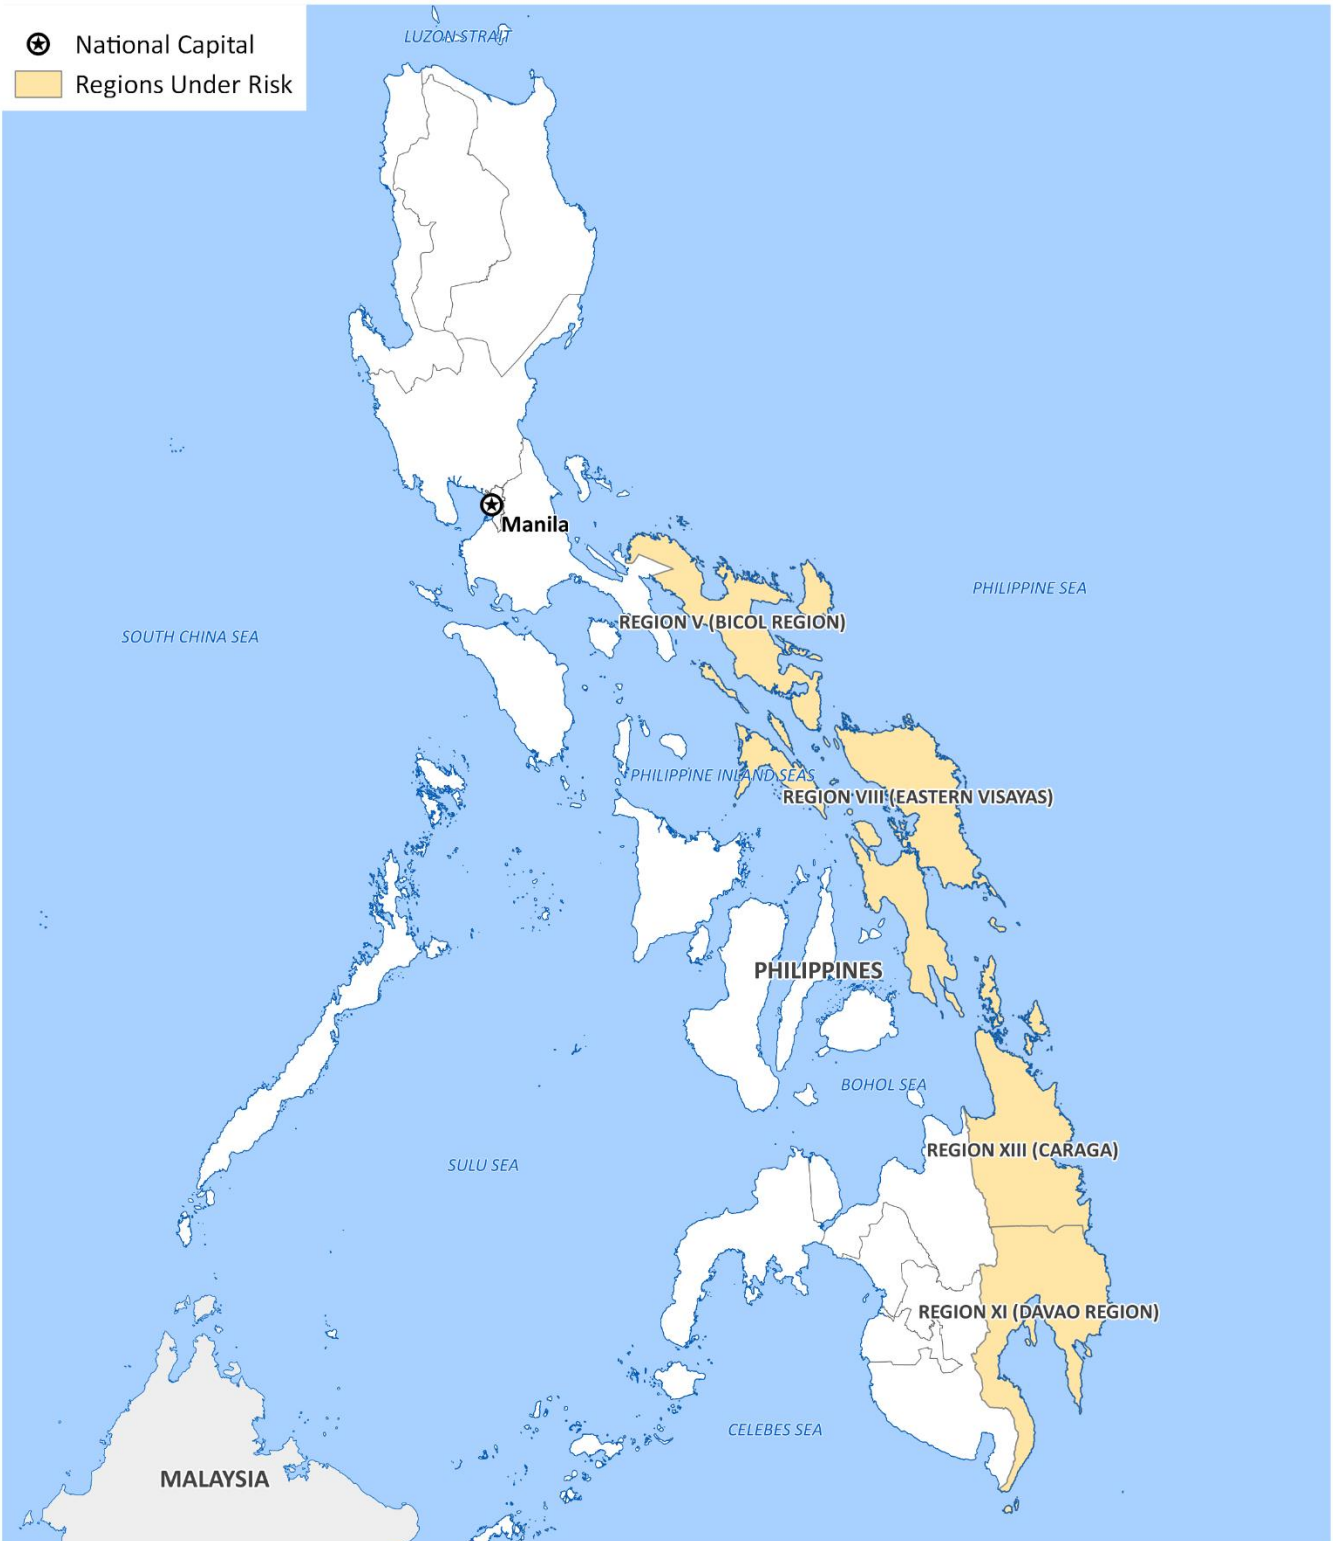 LUZON STRAIT
National Capital
Regions Under Risk
Manila
PHILIPPINE SEA
REGION V (BICOL REGION)
SOUTH CHINA SEA
PHILIPPINE INLAND SEAS
REGION VIII (EASTERN VISAYAS)
PHILIPPINES
BOHOL SEA
REGION XIII (CARAGA)
SULU SEA
REGION XI (DAVAO REGION)
CELEBES SEA
MALAYSIA